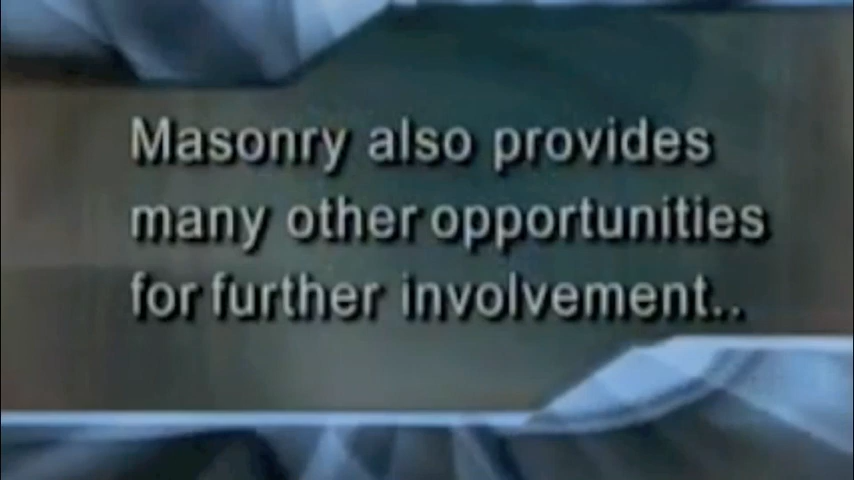 Masonry also provides
many other opportunities
for further involvement..